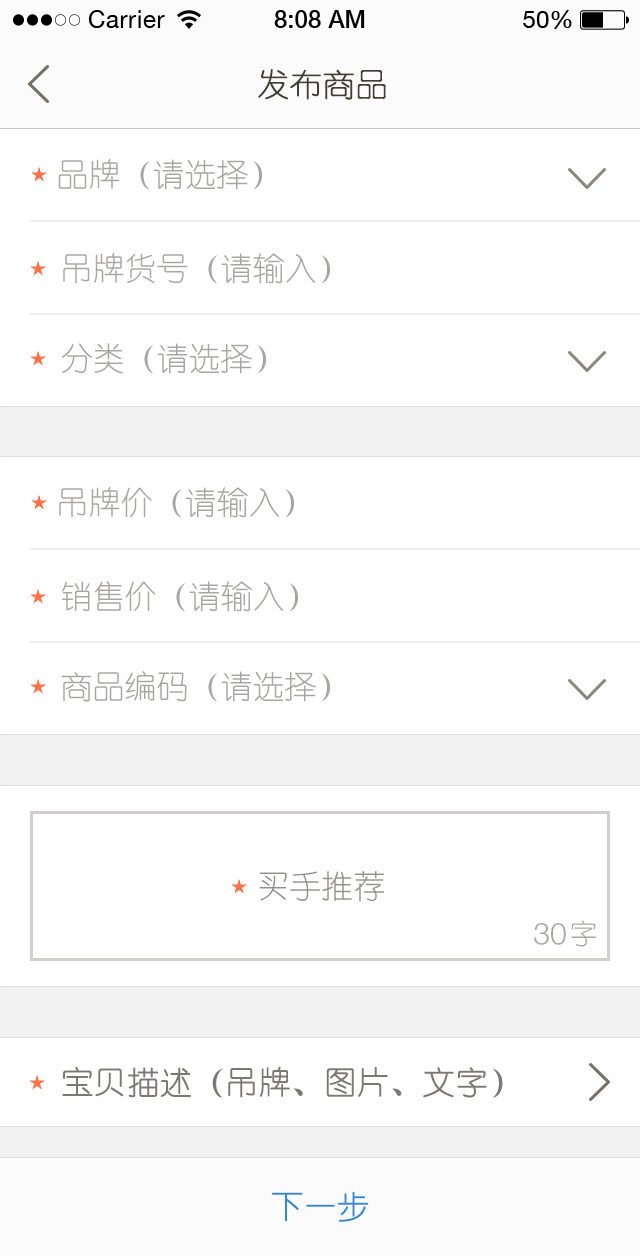 Carrier 8:08 AM 50%
发布商品
品牌（请选择）
吊牌货号（请输入）
分类（请选择）
吊牌价（请输入）
销售价（请输入）
商品编码（请选择）
买手推荐
30字
宝贝描述（吊牌、图片、文字）
下一步